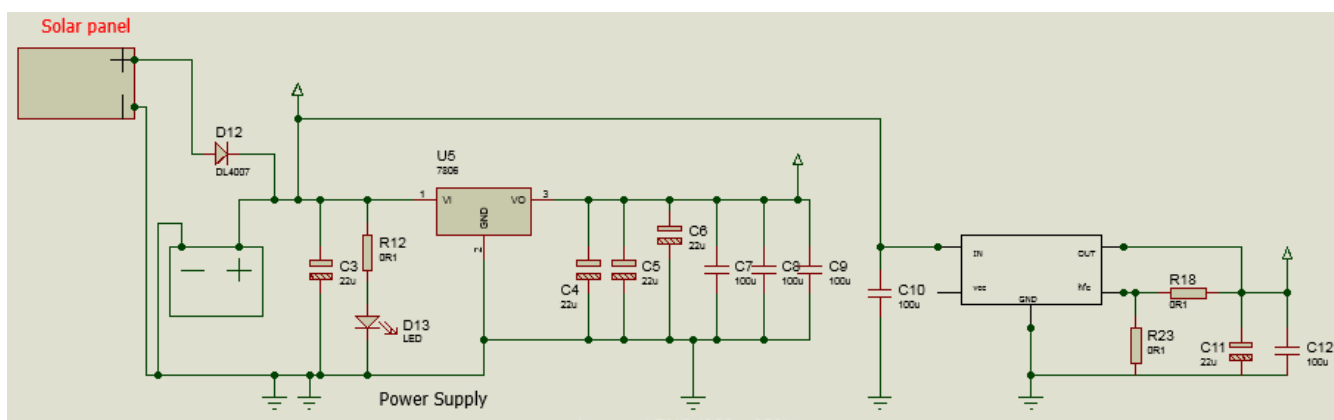 Solar panel
D12
DL4007
U5
7806
1
VI
VO
3
GND
2
R12
0R1
C3
22u
D13
LED
C4
22u
C5
22u
C6
22u
C7
100u
C8
100u
C9
100u
C10
100u
IN
OUT
vcc
hfc
GND
R18
0R1
R23
0R1
C11
22u
C12
100u
Power Supply